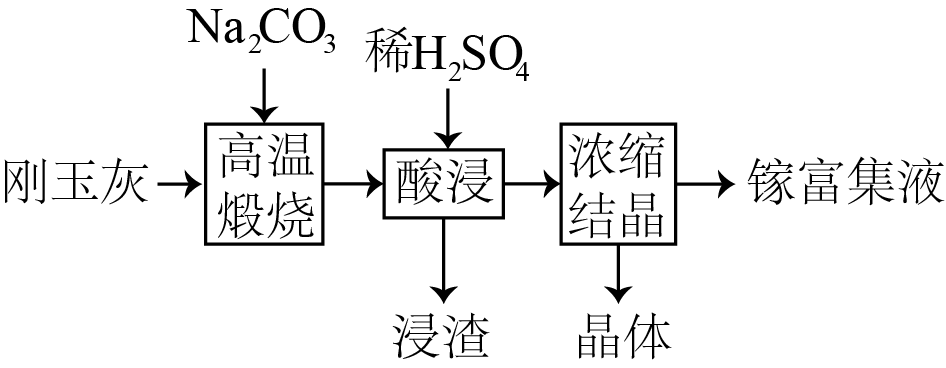 Na₂CO₃
稀H₂SO₄
刚玉灰
高温
煅烧
酸浸
浓缩
结晶
镓富集液
浸渣
晶体